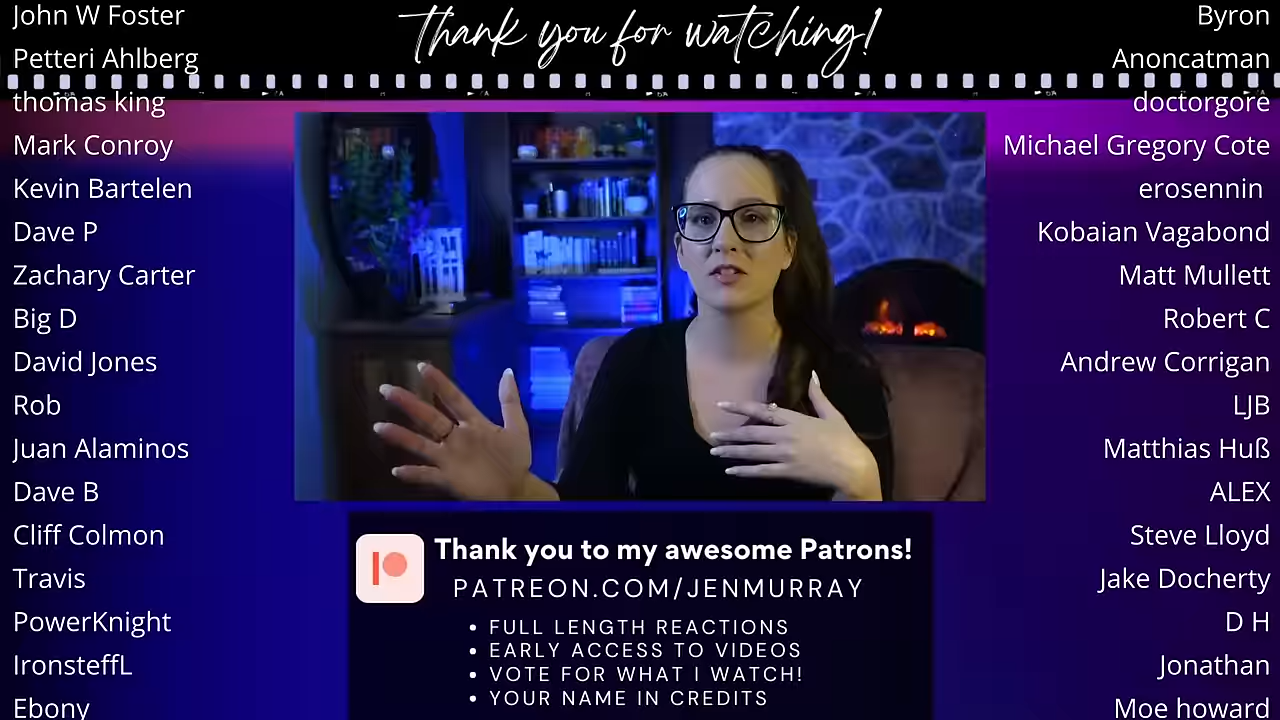 Thank you for watching!
John W Foster
Petteri Ahlberg
thomas king
Mark Conroy
Kevin Bartelen
Dave P
Zachary Carter
Big D
David Jones
Rob
Juan Alaminos
Dave B
Cliff Colmon
Travis
PowerKnight
IronsteffL
Ebony
Byron
Anoncatman
doctorgore
Michael Gregory Cote
erosennin
Kobaian Vagabond
Matt Mullett
Robert C
Andrew Corrigan
LJB
Matthias Huß
ALEX
Steve Lloyd
Jake Docherty
D H
Jonathan
Moe howard
Thank you to my awesome Patrons!
PATREON.COM/JENMURRAY
• FULL LENGTH REACTIONS
• EARLY ACCESS TO VIDEOS
• VOTE FOR WHAT I WATCH!
• YOUR NAME IN CREDITS